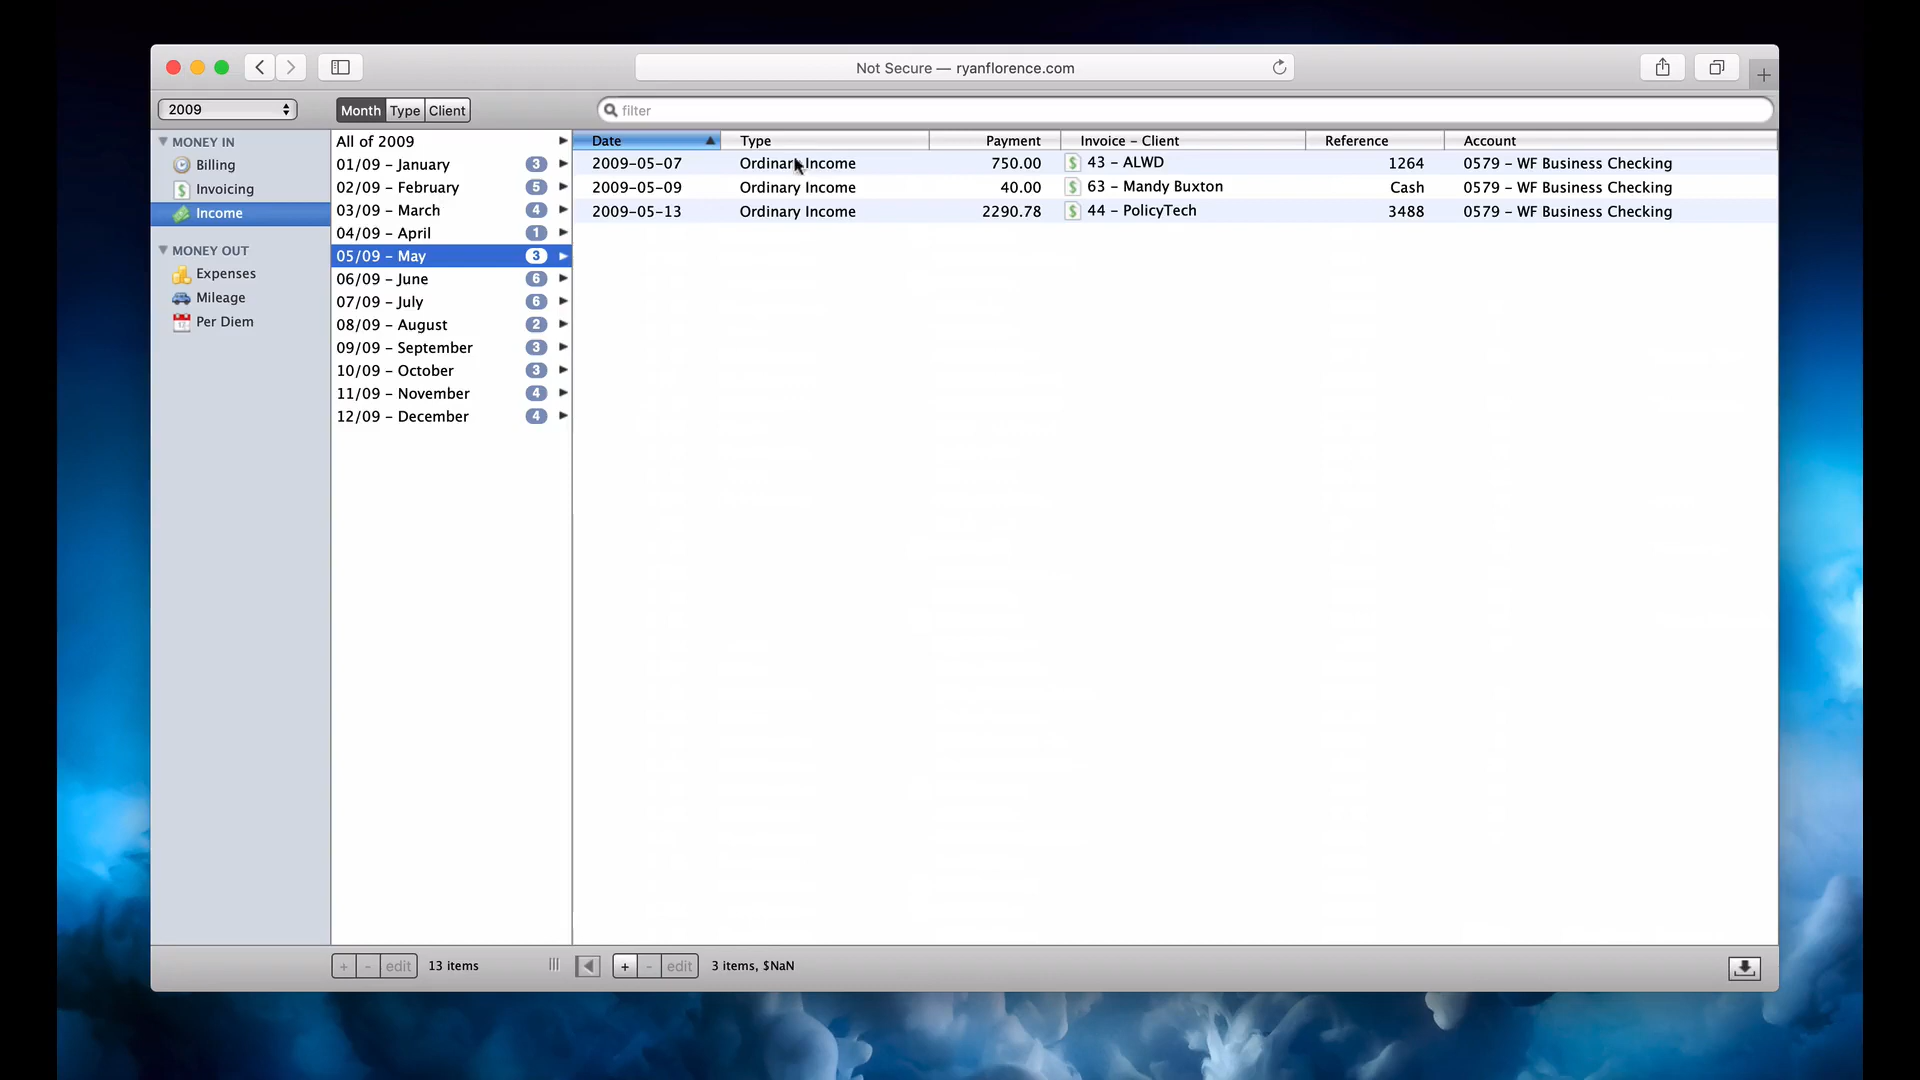 Not Secure — ryanflorence.com
2009
Month Type Client
filter
MONEY IN
Billing
Invoicing
Income
MONEY OUT
Expenses
Mileage
Per Diem
All of 2009
01/09 – January 3
02/09 – February 5
03/09 – March 4
04/09 – April 1
05/09 – May 3
06/09 – June 6
07/09 – July 6
08/09 – August 2
09/09 – September 3
10/09 – October 3
11/09 – November 4
12/09 – December 4
Date Type Payment Invoice – Client Reference Account
2009-05-07 Ordinary Income 750.00 $ 43 – ALWD 1264 0579 – WF Business Checking
2009-05-09 Ordinary Income 40.00 $ 63 – Mandy Buxton Cash 0579 – WF Business Checking
2009-05-13 Ordinary Income 2290.78 $ 44 – PolicyTech 3488 0579 – WF Business Checking
+ - edit 13 items
+ - edit 3 items, $NaN